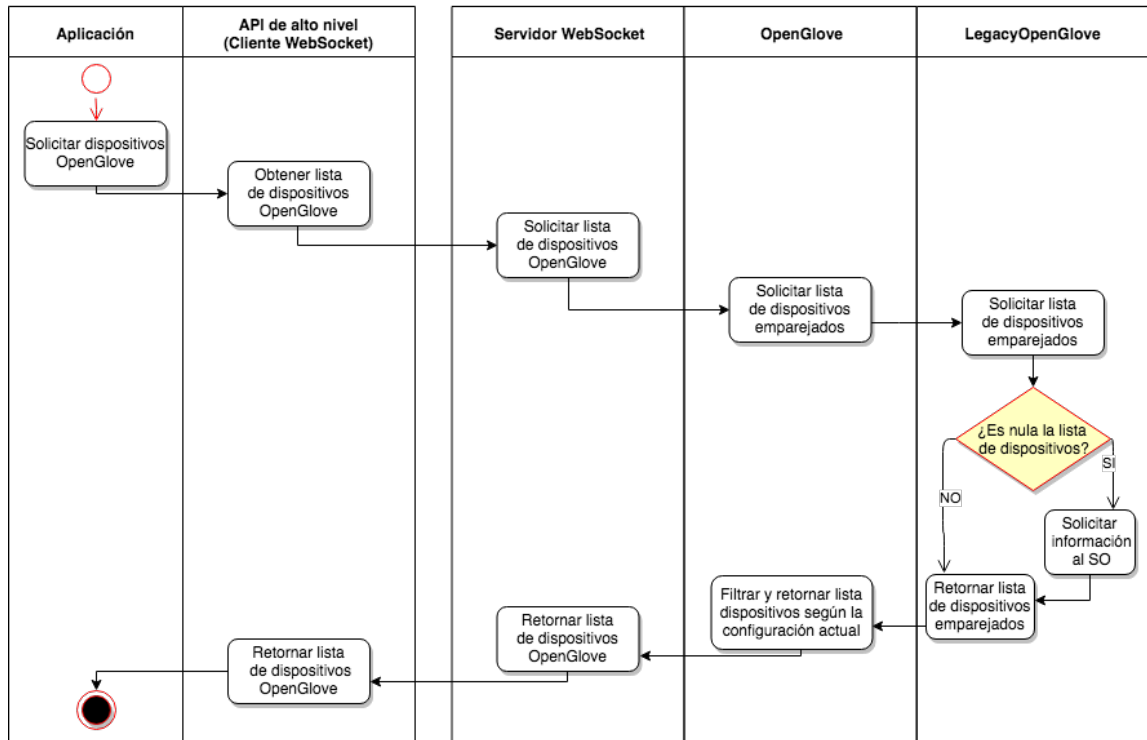 Aplicación
API de alto nivel
(Cliente WebSocket)
Servidor WebSocket
OpenGlove
LegacyOpenGlove
Solicitar dispositivos
OpenGlove
Obtener lista
de dispositivos
OpenGlove
Solicitar lista
de dispositivos
OpenGlove
Solicitar lista
de dispositivos
emparejados
Solicitar lista
de dispositivos
emparejados
¿Es nula la lista
de dispositivos?
SI
NO
Solicitar
información
al SO
Retornar lista
de dispositivos
emparejados
Filtrar y retornar lista
dispositivos según la
configuración actual
Retornar lista
de dispositivos
OpenGlove
Retornar lista
de dispositivos
OpenGlove